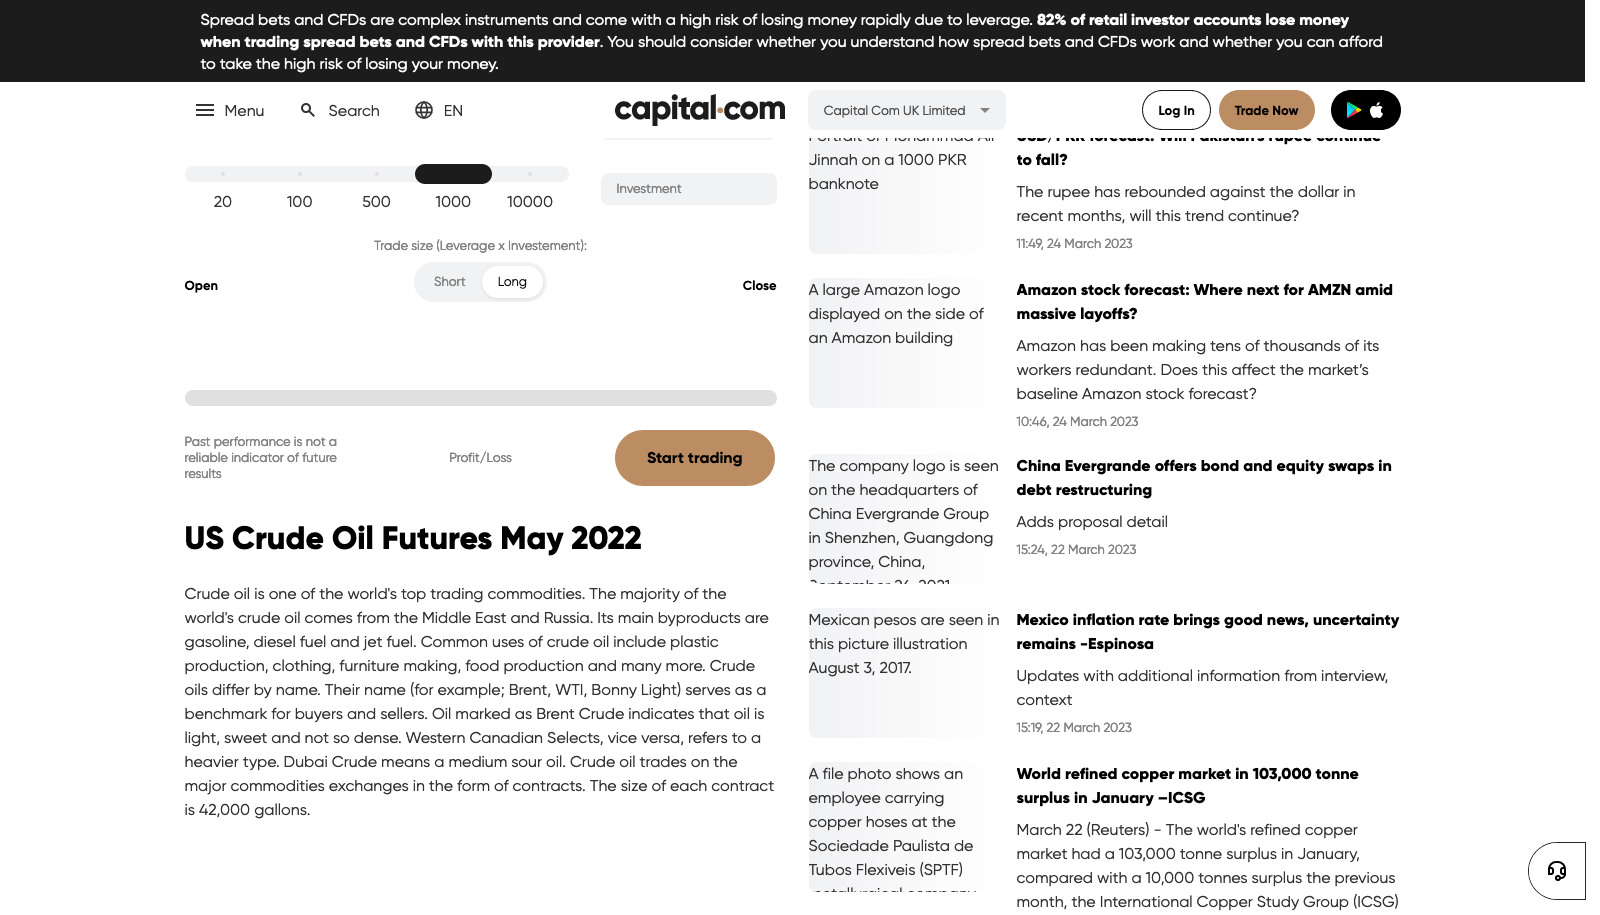 Spread bets and CFDs are complex instruments and come with a high risk of losing money rapidly due to leverage. 82% of retail investor accounts lose money
when trading spread bets and CFDs with this provider. You should consider whether you understand how spread bets and CFDs work and whether you can afford
to take the high risk of losing your money.
Menu
Search
EN
capital.com
Capital Com UK Limited
Log In
Trade Now
20
100
500
1000
10000
Investment
Trade size (Leverage x Investement):
Open
Short
Long
Close
Past performance is not a
reliable indicator of future
results
Profit/Loss
Start trading
US Crude Oil Futures May 2022
Crude oil is one of the world's top trading commodities. The majority of the
world's crude oil comes from the Middle East and Russia. Its main byproducts are
gasoline, diesel fuel and jet fuel. Common uses of crude oil include plastic
production, clothing, furniture making, food production and many more. Crude
oils differ by name. Their name (for example; Brent, WTI, Bonny Light) serves as a
benchmark for buyers and sellers. Oil marked as Brent Crude indicates that oil is
light, sweet and not so dense. Western Canadian Selects, vice versa, refers to a
heavier type. Dubai Crude means a medium sour oil. Crude oil trades on the
major commodities exchanges in the form of contracts. The size of each contract
is 42,000 gallons.
Portrait of Mohammad Ali
Jinnah on a 1000 PKR
banknote
USD/PKR forecast: Will Pakistan's rupee continue
to fall?
The rupee has rebounded against the dollar in
recent months, will this trend continue?
11:49, 24 March 2023
A large Amazon logo
displayed on the side of
an Amazon building
Amazon stock forecast: Where next for AMZN amid
massive layoffs?
Amazon has been making tens of thousands of its
workers redundant. Does this affect the market's
baseline Amazon stock forecast?
10:46, 24 March 2023
The company logo is seen
on the headquarters of
China Evergrande Group
in Shenzhen, Guangdong
province, China,
September 26, 2021
China Evergrande offers bond and equity swaps in
debt restructuring
Adds proposal detail
15:24, 22 March 2023
Mexican pesos are seen in
this picture illustration
August 3, 2017.
Mexico inflation rate brings good news, uncertainty
remains -Espinosa
Updates with additional information from interview,
context
15:19, 22 March 2023
A file photo shows an
employee carrying
copper hoses at the
Sociedade Paulista de
Tubos Flexiveis (SPTF)
metallurgical company
World refined copper market in 103,000 tonne
surplus in January –ICSG
March 22 (Reuters) - The world's refined copper
market had a 103,000 tonne surplus in January,
compared with a 10,000 tonnes surplus the previous
month, the International Copper Study Group (ICSG)